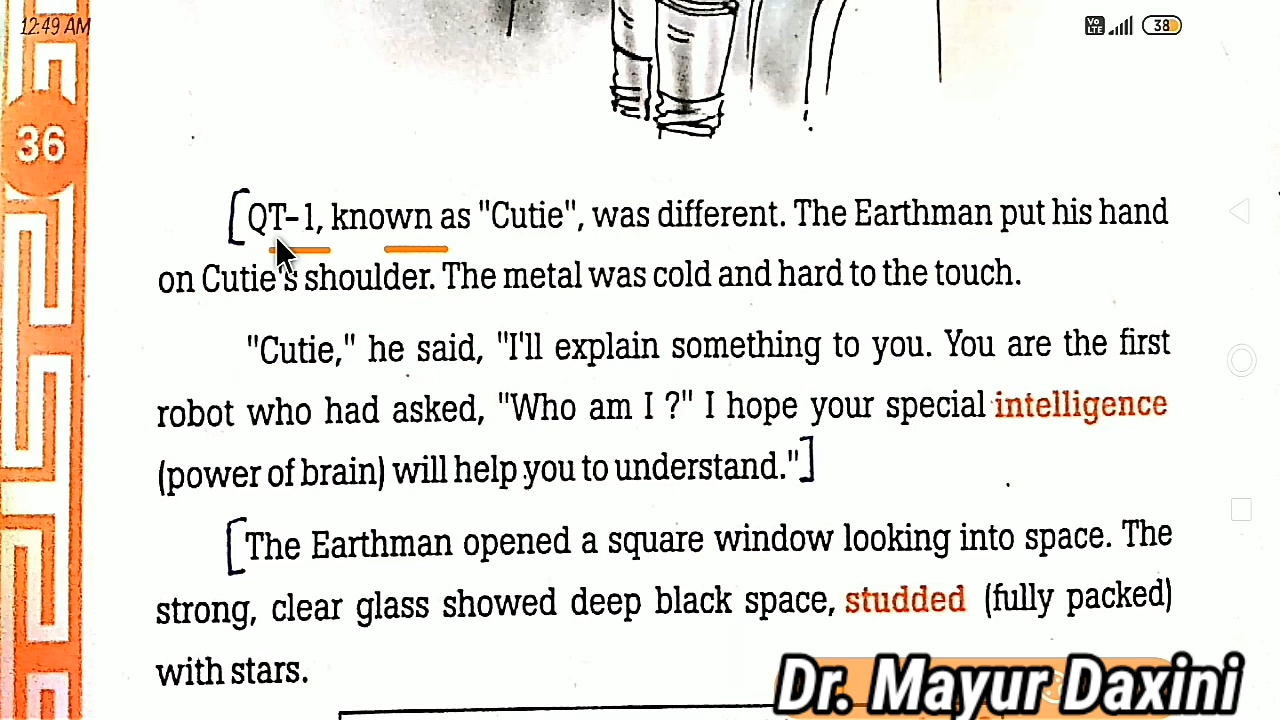 12:49 AM
Vo LTE 38
36
[QT-1, known as "Cutie", was different. The Earthman put his hand
on Cutie's shoulder. The metal was cold and hard to the touch.
"Cutie," he said, "I'll explain something to you. You are the first
robot who had asked, "Who am I ?" I hope your special intelligence
(power of brain) will help you to understand."]
[The Earthman opened a square window looking into space. The
strong, clear glass showed deep black space, studded (fully packed)
with stars.
Dr. Mayur Daxini